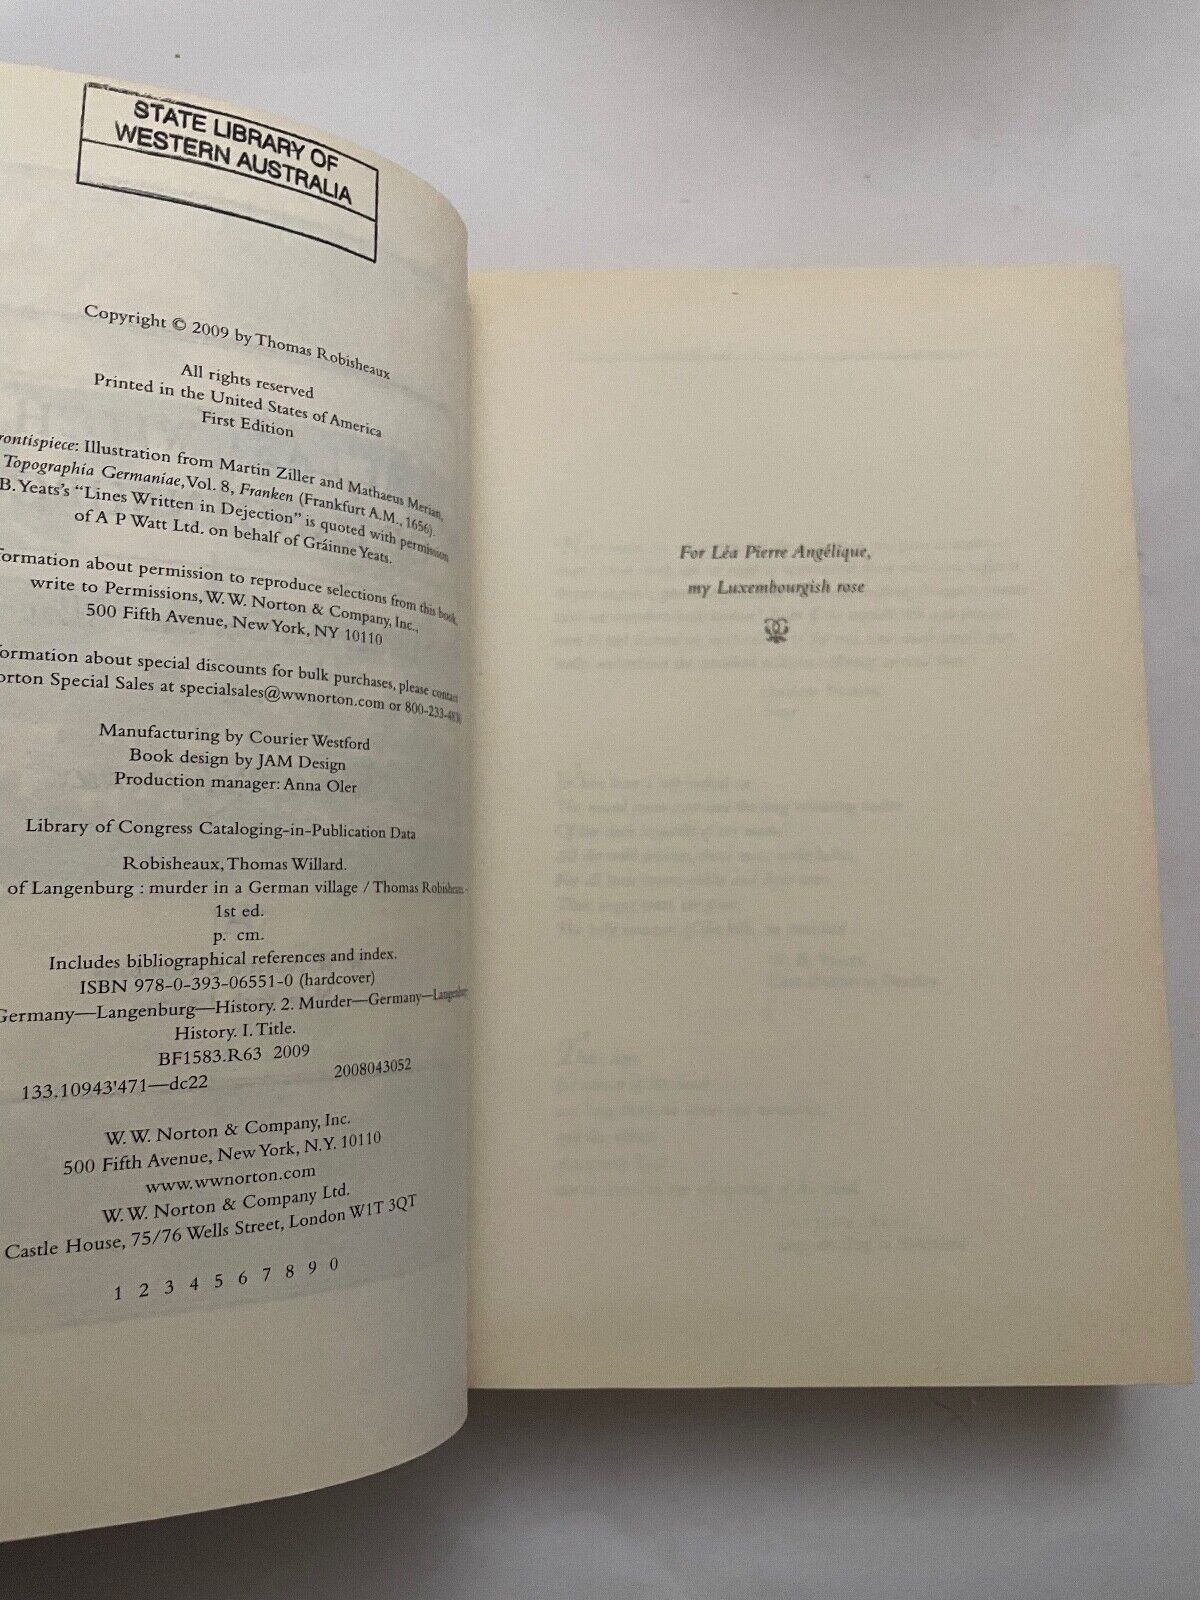 STATE LIBRARY OF
WESTERN AUSTRALIA
Copyright © 2009 by Thomas Robisheaux
All rights reserved
Printed in the United States of America
First Edition
rontispiece: Illustration from Martin Ziller and Mathaeus Merian,
Topographia Germaniae, Vol. 8, Franken (Frankfurt A.M., 1656).
B. Yeats's “Lines Written in Dejection” is quoted with permission
of A P Watt Ltd. on behalf of Gráinne Yeats.
formation about permission to reproduce selections from this book,
write to Permissions, W. W. Norton & Company, Inc.,
500 Fifth Avenue, New York, NY 10110
ormation about special discounts for bulk purchases, please contact
orton Special Sales at specialsales@wwnorton.com or 800-233-4830
Manufacturing by Courier Westford
Book design by JAM Design
Production manager: Anna Oler
Library of Congress Cataloging-in-Publication Data
Robisheaux, Thomas Willard.
of Langenburg : murder in a German village / Thomas Robisheaux.-
1st ed.
p. cm.
Includes bibliographical references and index.
ISBN 978-0-393-06551-0 (hardcover)
Germany—Langenburg—History. 2. Murder—Germany—Langenburg
History. I. Title.
BF1583.R63 2009
133.10943'471—dc22
2008043052
W. W. Norton & Company, Inc.
500 Fifth Avenue, New York, N.Y. 10110
www.wwnorton.com
W. W. Norton & Company Ltd.
Castle House, 75/76 Wells Street, London W1T 3QT
1 2 3 4 5 6 7 8 9 0
For Léa Pierre Angélique,
my Luxembourgish rose